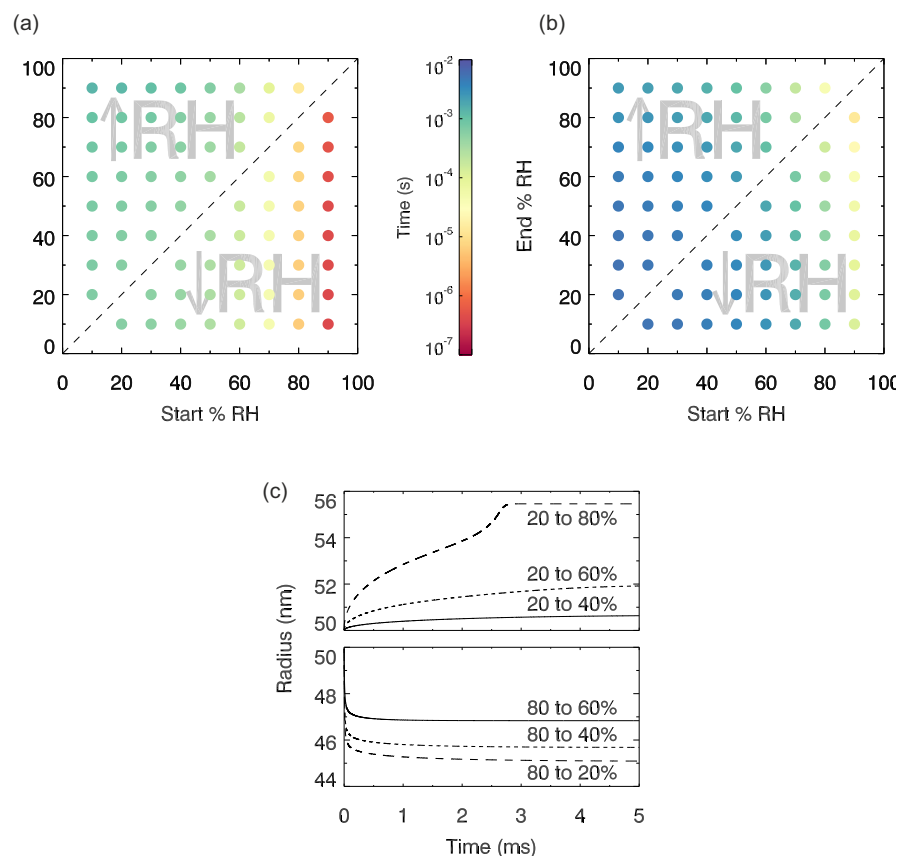 (a)
(b)
100
80
60
40
20
0
↑RH
↓RH
0 20 40 60 80 100
Start % RH
10-2
10-3
10-4
10-5
10-6
10-7
Time (s)
End % RH
100
80
60
40
20
0
↑RH
↓RH
0 20 40 60 80 100
Start % RH
(c)
56
54
52
50
20 to 80%
20 to 60%
20 to 40%
Radius (nm)
50
48
46
44
80 to 60%
80 to 40%
80 to 20%
0 1 2 3 4 5
Time (ms)